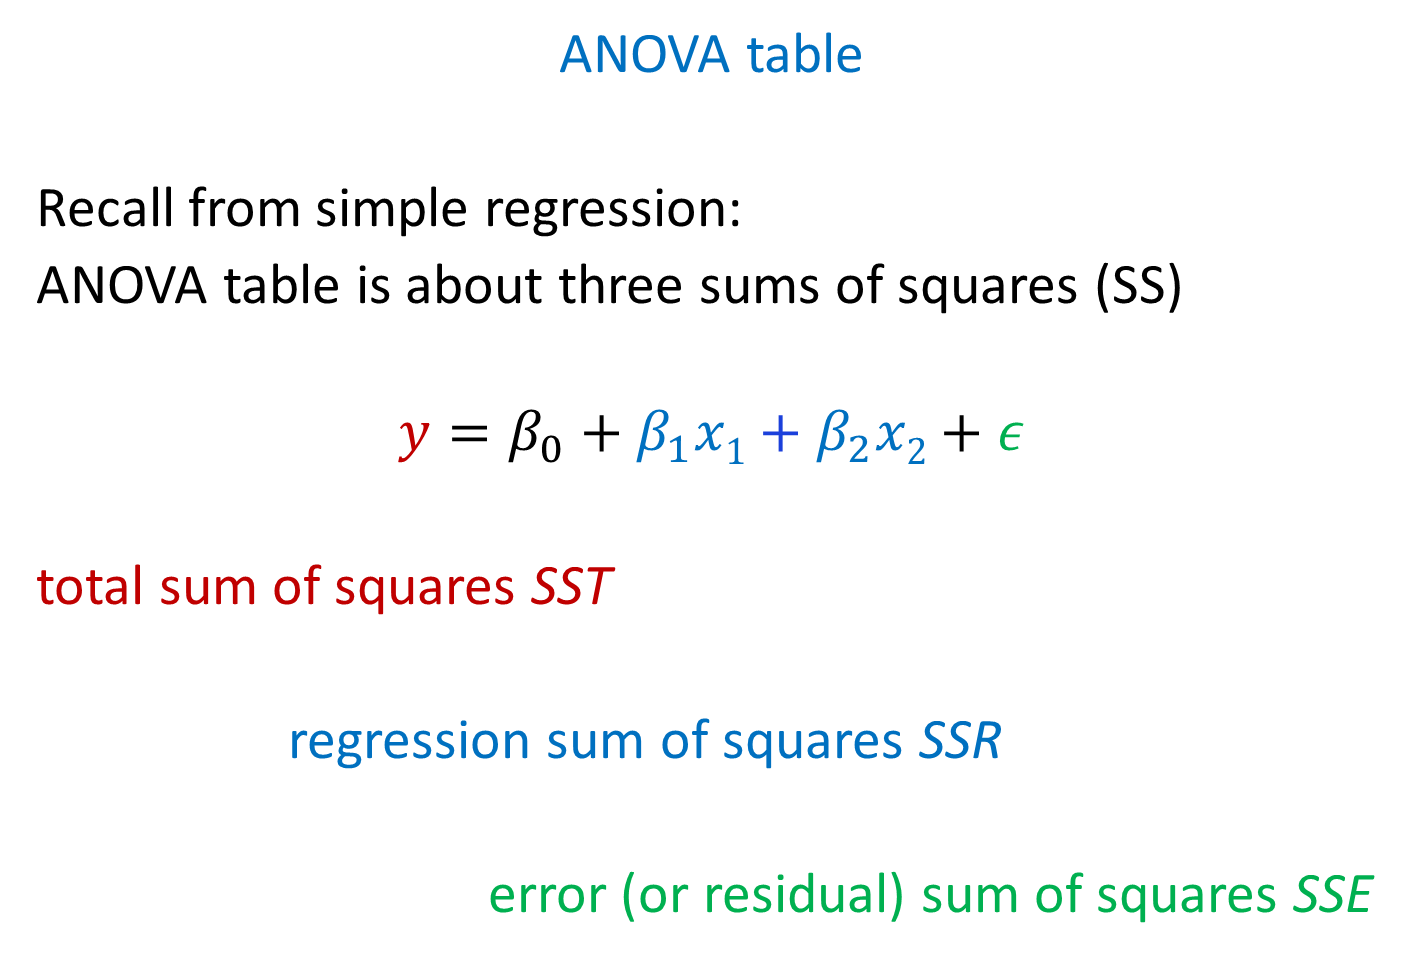 ANOVA table
Recall from simple regression:
ANOVA table is about three sums of squares (SS)
y = β₀ + β₁x₁ + β₂x₂ + ϵ
total sum of squares SST
regression sum of squares SSR
error (or residual) sum of squares SSE